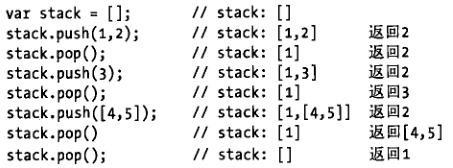 var stack = [];        // stack: []
stack.push(1,2);       // stack: [1,2]      返回2
stack.pop();           // stack: [1]        返回2
stack.push(3);         // stack: [1,3]      返回2
stack.pop();           // stack: [1]        返回3
stack.push([4,5]);     // stack: [1,[4,5]]  返回2
stack.pop()            // stack: [1]        返回[4,5]
stack.pop();           // stack: []         返回1